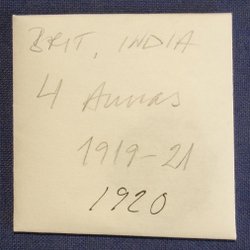 BRIT. INDIA
4 Annas
1919-21
1920